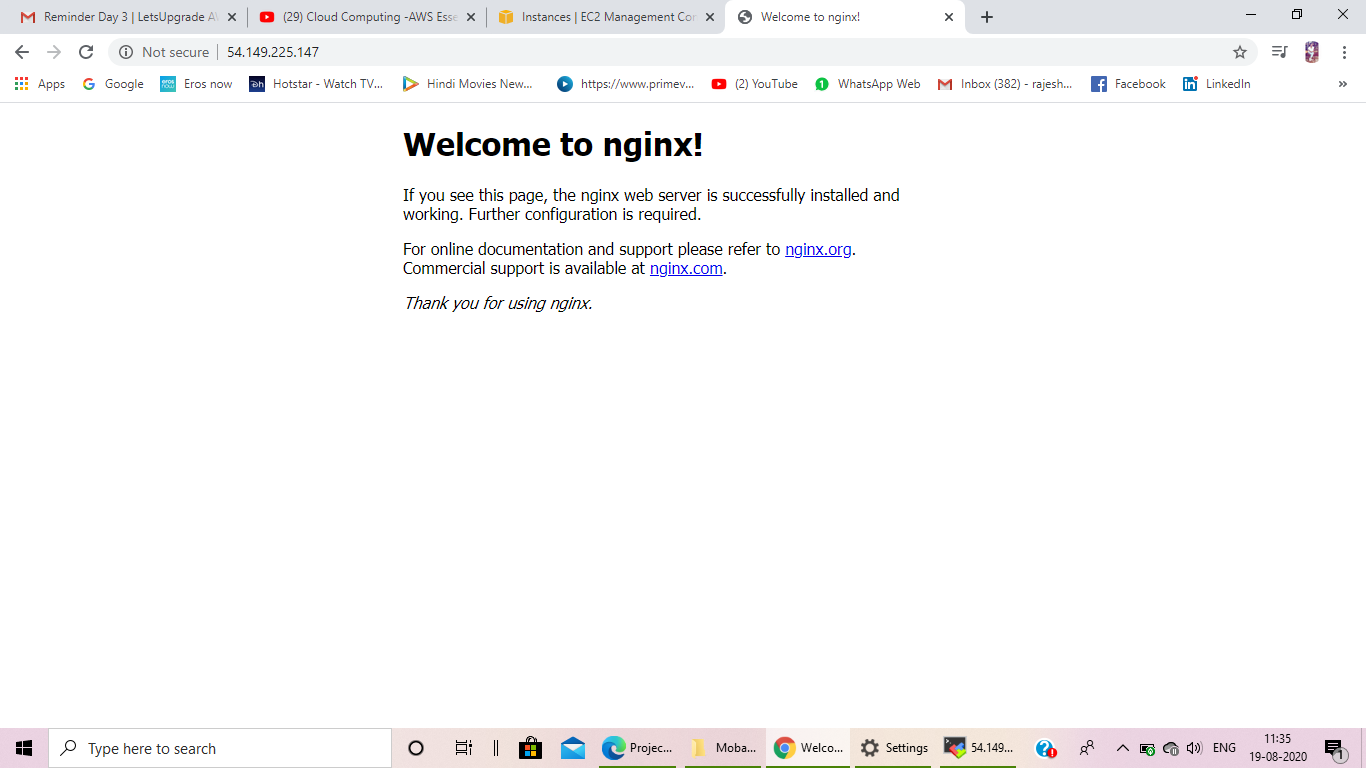 Reminder Day 3 | LetsUpgrade A
(29) Cloud Computing -AWS Esse
Instances | EC2 Management Con
Welcome to nginx!
Not secure | 54.149.225.147
Apps Google Eros now Hotstar - Watch TV... Hindi Movies New... https://www.primev... (2) YouTube WhatsApp Web Inbox (382) - rajesh... Facebook LinkedIn »
Welcome to nginx!
If you see this page, the nginx web server is successfully installed and
working. Further configuration is required.
For online documentation and support please refer to nginx.org.
Commercial support is available at nginx.com.
Thank you for using nginx.
Type here to search
Projec...
Moba...
Welco...
Settings
54.149...
ENG
11:35
19-08-2020
1